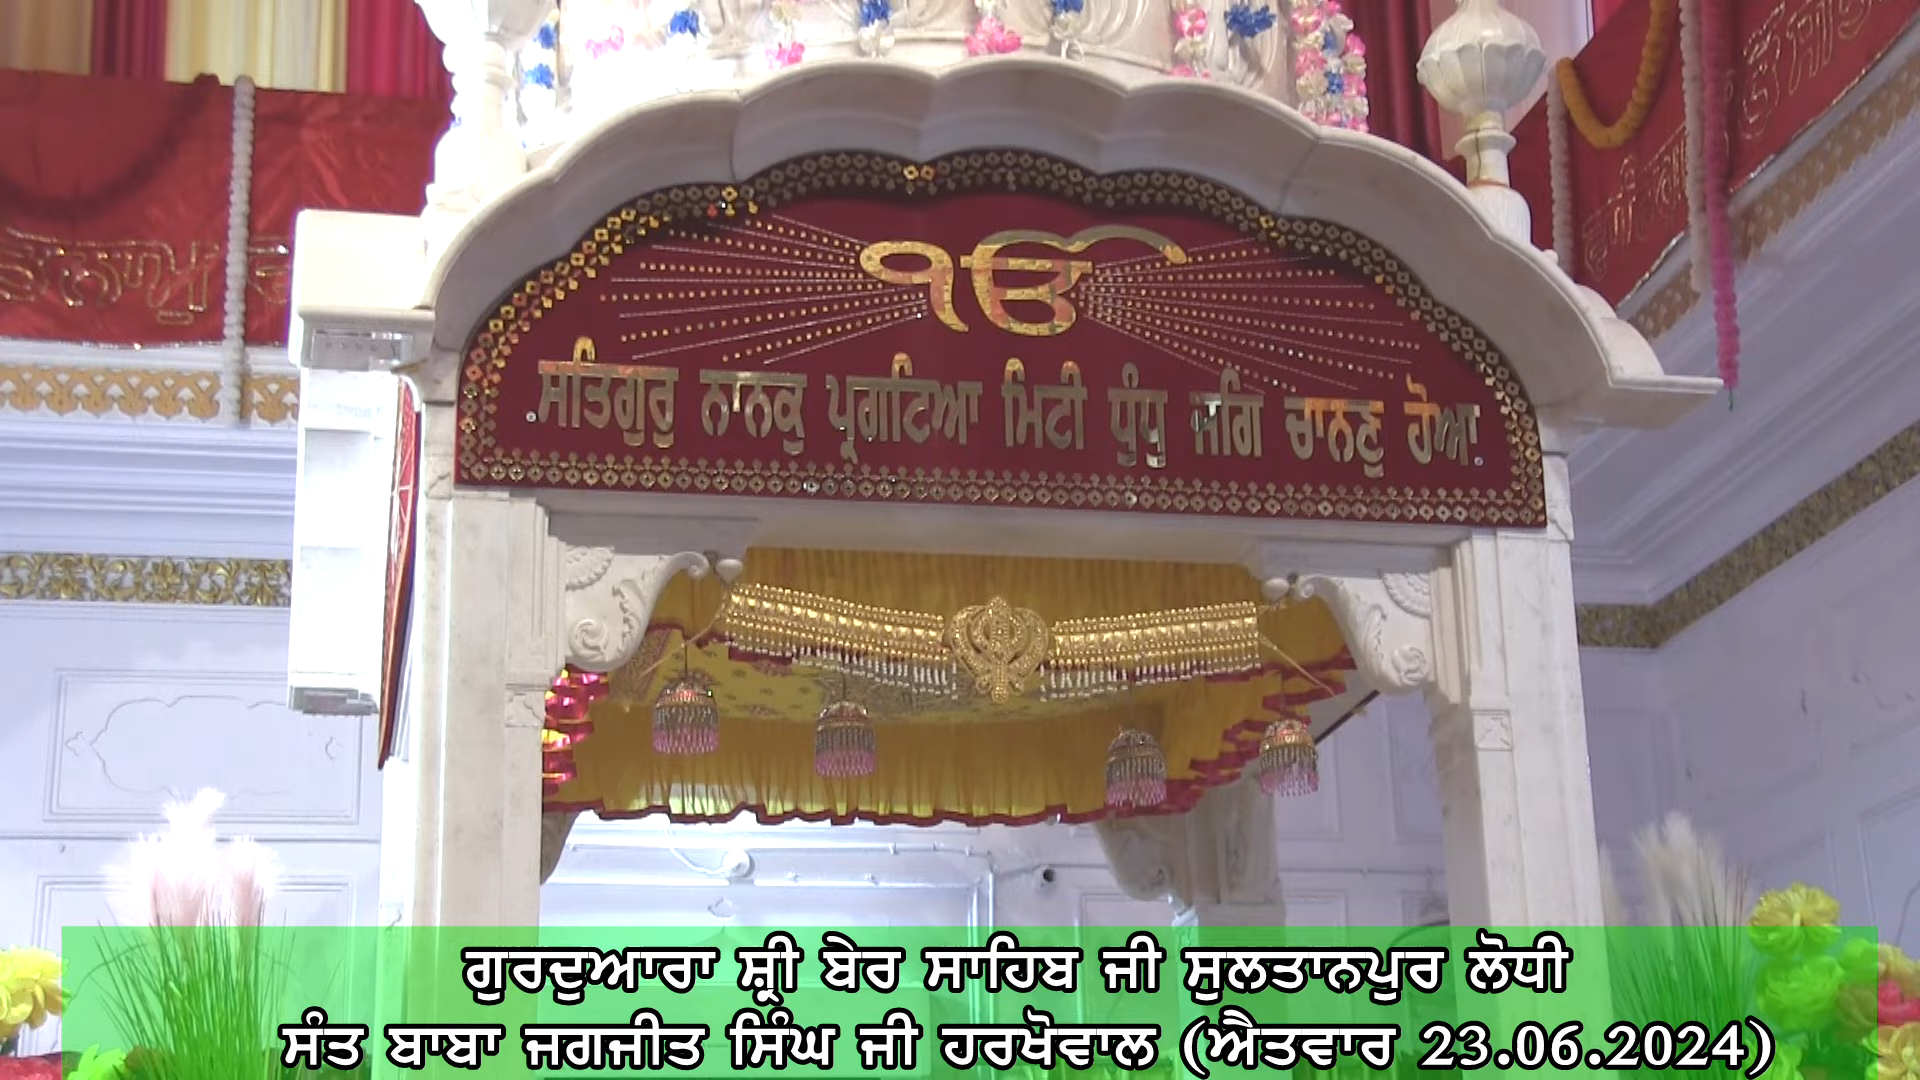 ੴ
.ਸਤਿਗੁਰੁ ਨਾਨਕੁ ਪ੍ਰਗਟਿਆ ਮਿਟੀ ਧੁੰਧੁ ਜਗਿ ਚਾਨਣੁ ਹੋਆ.
ਗੁਰਦੁਆਰਾ ਸ਼੍ਰੀ ਬੇਰ ਸਾਹਿਬ ਜੀ ਸੁਲਤਾਨਪੁਰ ਲੋਧੀ
ਸੰਤ ਬਾਬਾ ਜਗਜੀਤ ਸਿੰਘ ਜੀ ਹਰਖੋਵਾਲ (ਐਤਵਾਰ 23.06.2024)